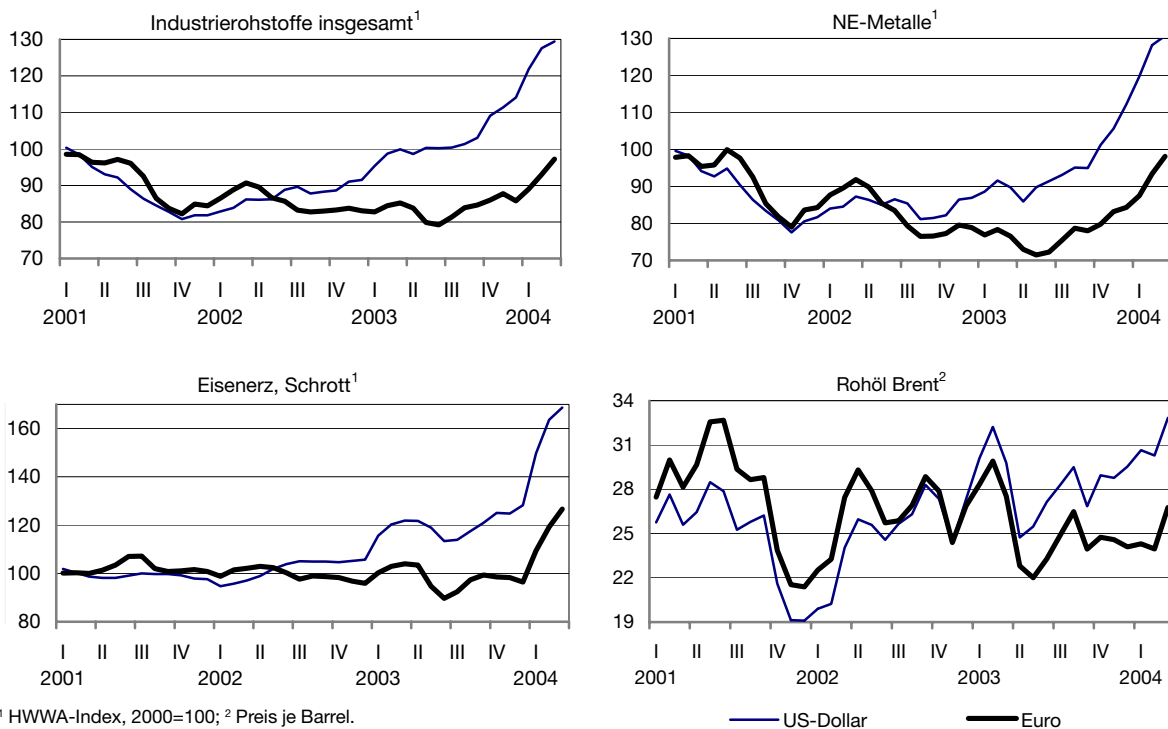 Industrierohstoffe insgesamt¹
130
120
110
100
90
80
70
I II III IV I II III IV I II III IV I
2001 2002 2003 2004
NE-Metalle¹
130
120
110
100
90
80
70
I II III IV I II III IV I II III IV I
2001 2002 2003 2004
Eisenerz, Schrott¹
160
140
120
100
80
I II III IV I II III IV I II III IV I
2001 2002 2003 2004
Rohöl Brent²
34
31
28
25
22
19
I II III IV I II III IV I II III IV I
2001 2002 2003 2004
¹ HWWA-Index, 2000=100; ² Preis je Barrel.
US-Dollar Euro